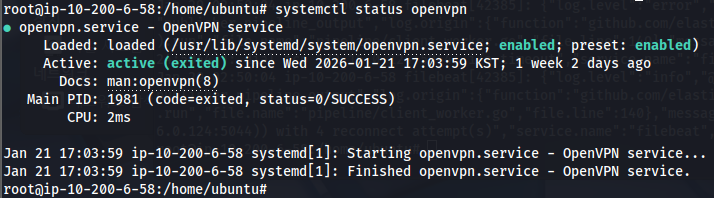 root@ip-10-200-6-58:/home/ubuntu# systemctl status openvpn
● openvpn.service - OpenVPN service
Loaded: loaded (/usr/lib/systemd/system/openvpn.service; enabled; preset: enabled)
Active: active (exited) since Wed 2026-01-21 17:03:59 KST; 1 week 2 days ago
Docs: man:openvpn(8)
Main PID: 1981 (code=exited, status=0/SUCCESS)
CPU: 2ms
Jan 21 17:03:59 ip-10-200-6-58 systemd[1]: Starting openvpn.service - OpenVPN service...
Jan 21 17:03:59 ip-10-200-6-58 systemd[1]: Finished openvpn.service - OpenVPN service.
root@ip-10-200-6-58:/home/ubuntu#